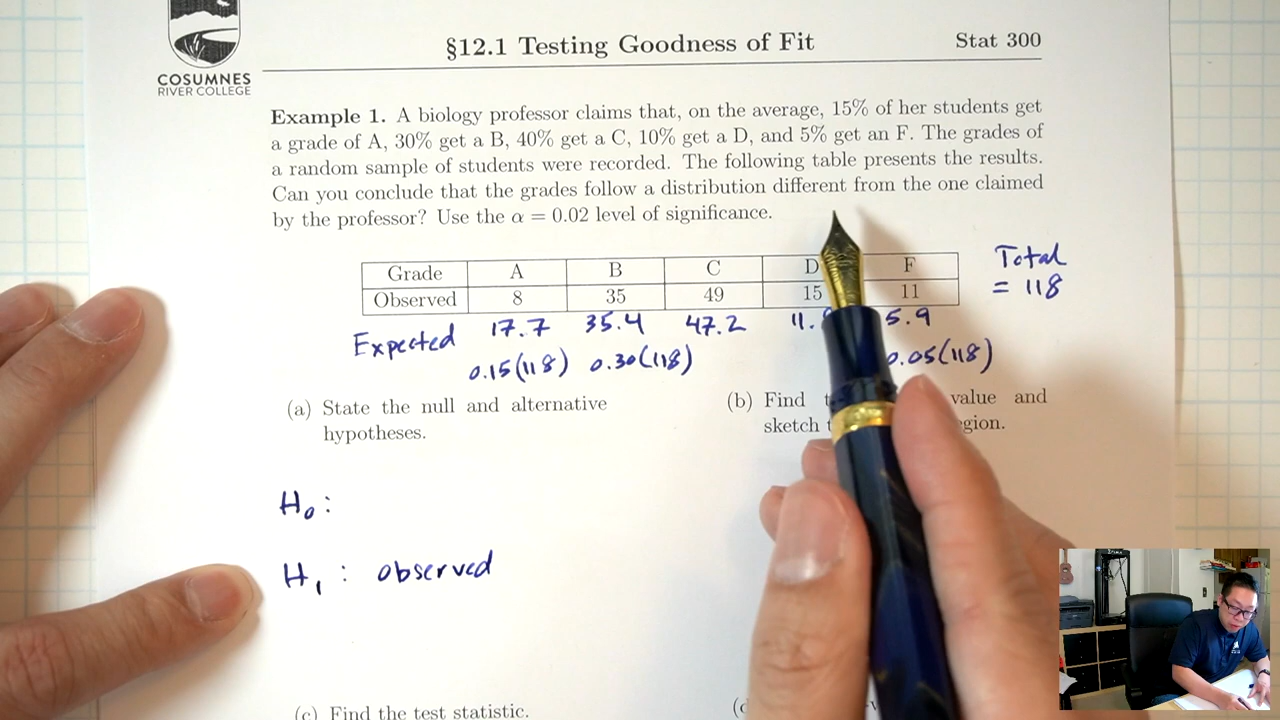 COSUMNES
RIVER COLLEGE
§12.1 Testing Goodness of Fit
Stat 300
Example 1. A biology professor claims that, on the average, 15% of her students get
a grade of A, 30% get a B, 40% get a C, 10% get a D, and 5% get an F. The grades of
a random sample of students were recorded. The following table presents the results.
Can you conclude that the grades follow a distribution different from the one claimed
by the professor? Use the α = 0.02 level of significance.
Grade A B C D F
Observed 8 35 49 15 11
Total
= 118
Expected 17.7 35.4 47.2 11. 5.9
0.15(118) 0.30(118) 0.05(118)
(a) State the null and alternative
hypotheses.
(b) Find value and
sketch
H₀ :
H₁ : observed
(c) Find the test statistic.